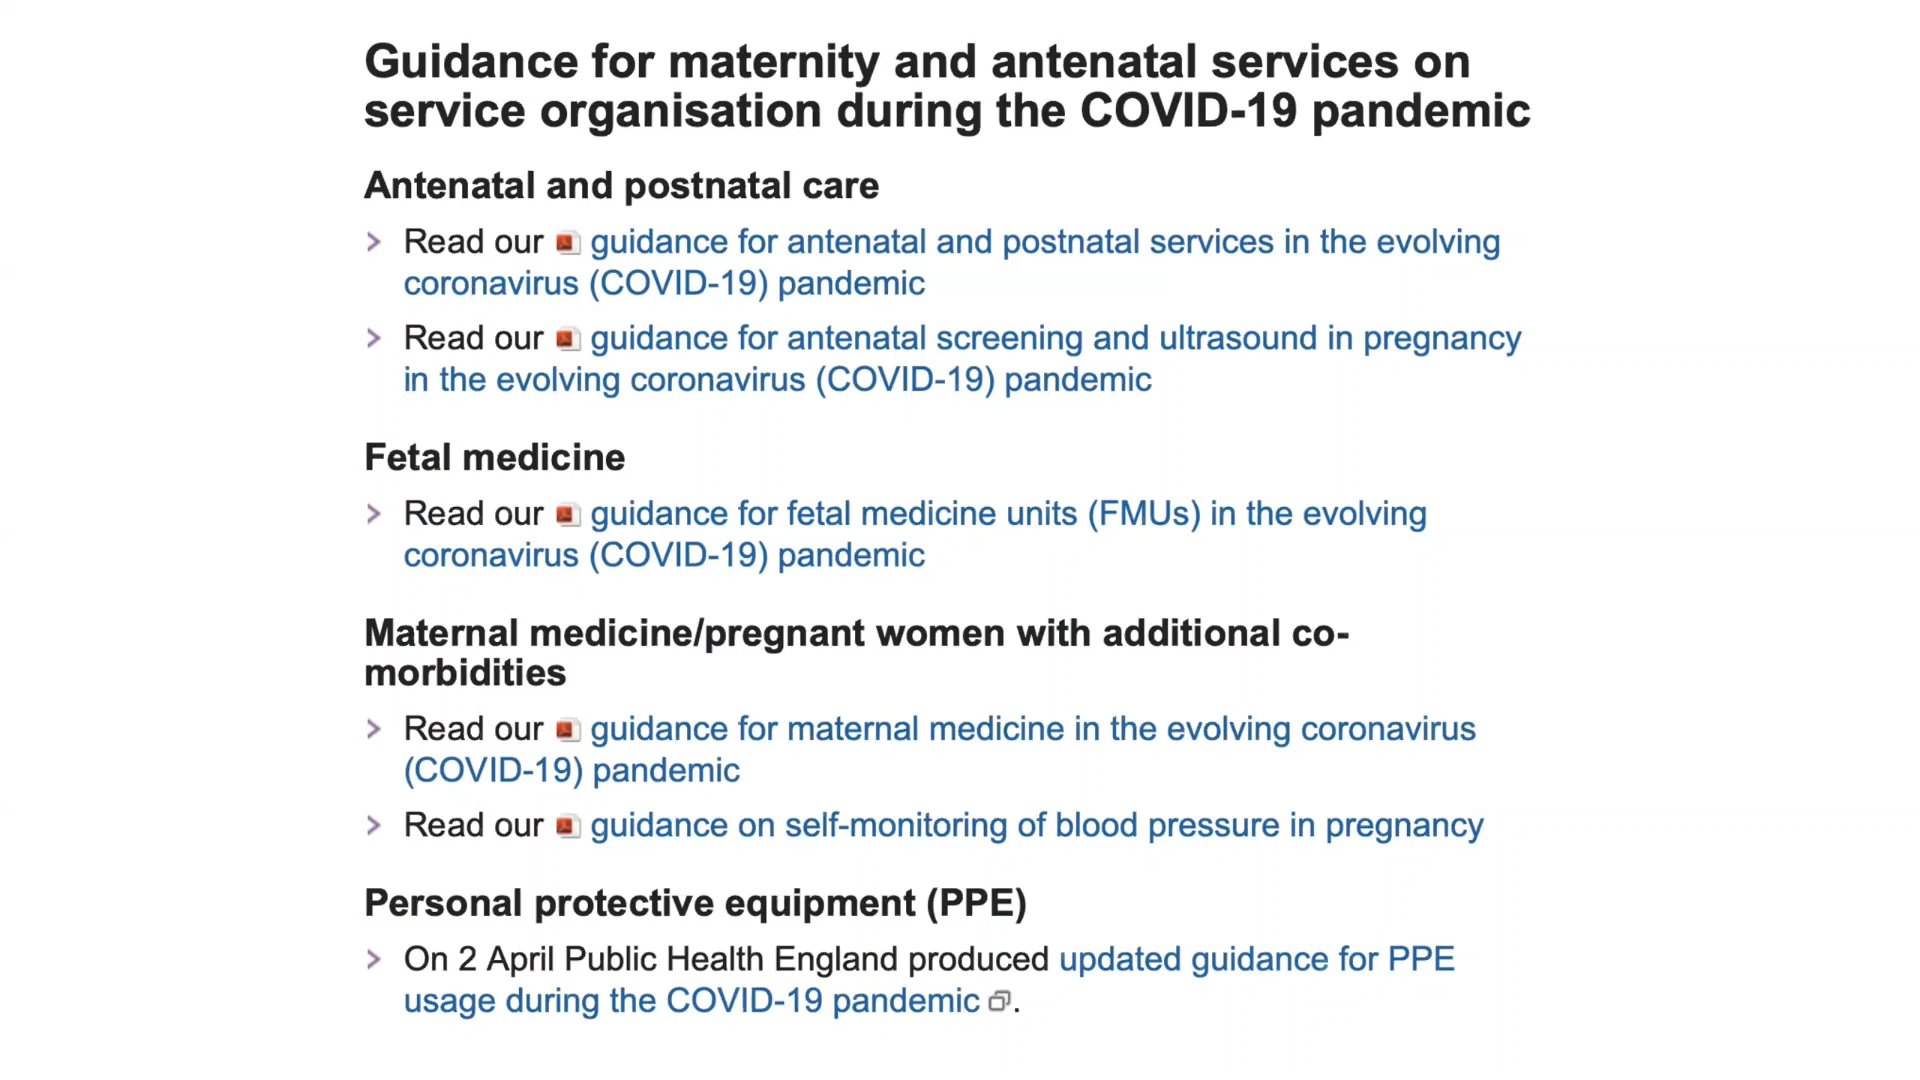 Guidance for maternity and antenatal services on
service organisation during the COVID-19 pandemic
Antenatal and postnatal care
Read our guidance for antenatal and postnatal services in the evolving
coronavirus (COVID-19) pandemic
Read our guidance for antenatal screening and ultrasound in pregnancy
in the evolving coronavirus (COVID-19) pandemic
Fetal medicine
Read our guidance for fetal medicine units (FMUs) in the evolving
coronavirus (COVID-19) pandemic
Maternal medicine/pregnant women with additional co-
morbidities
Read our guidance for maternal medicine in the evolving coronavirus
(COVID-19) pandemic
Read our guidance on self-monitoring of blood pressure in pregnancy
Personal protective equipment (PPE)
On 2 April Public Health England produced updated guidance for PPE
usage during the COVID-19 pandemic .